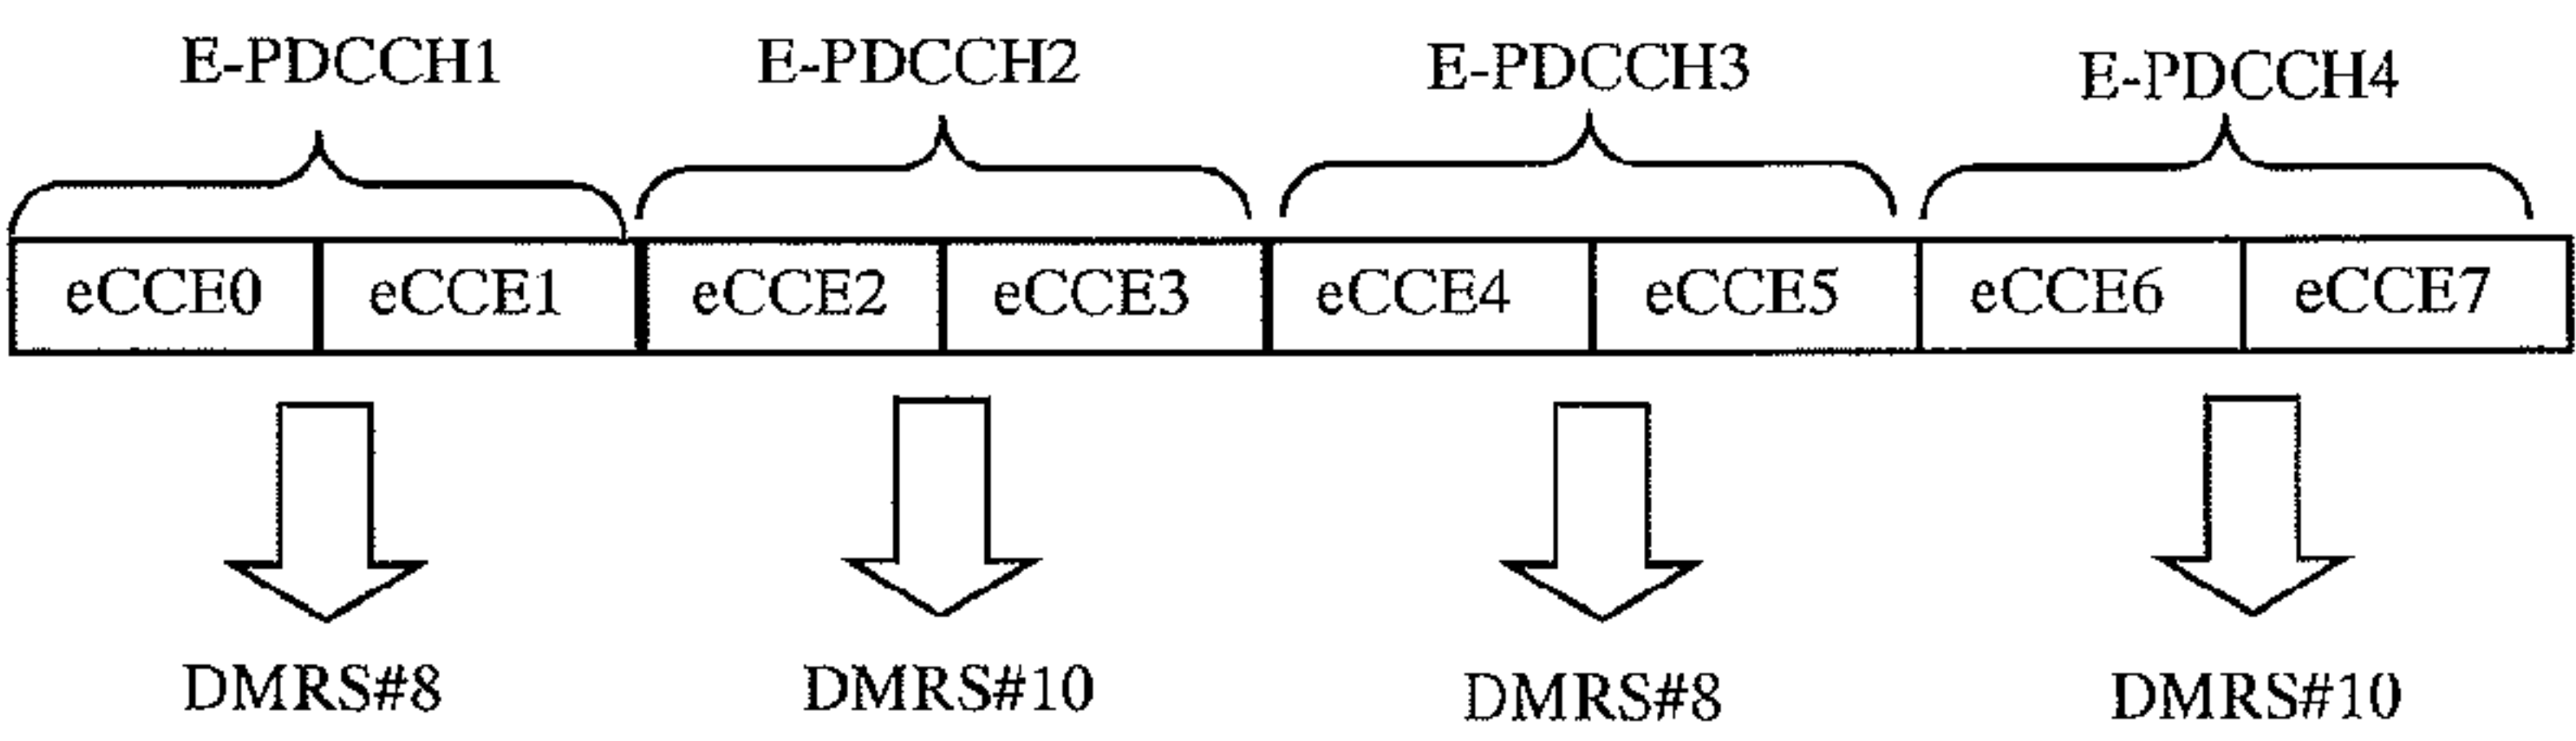 E-PDCCH1 E-PDCCH2 E-PDCCH3 E-PDCCH4
eCCE0 eCCE1 eCCE2 eCCE3 eCCE4 eCCE5 eCCE6 eCCE7
DMRS#8 DMRS#10 DMRS#8 DMRS#10